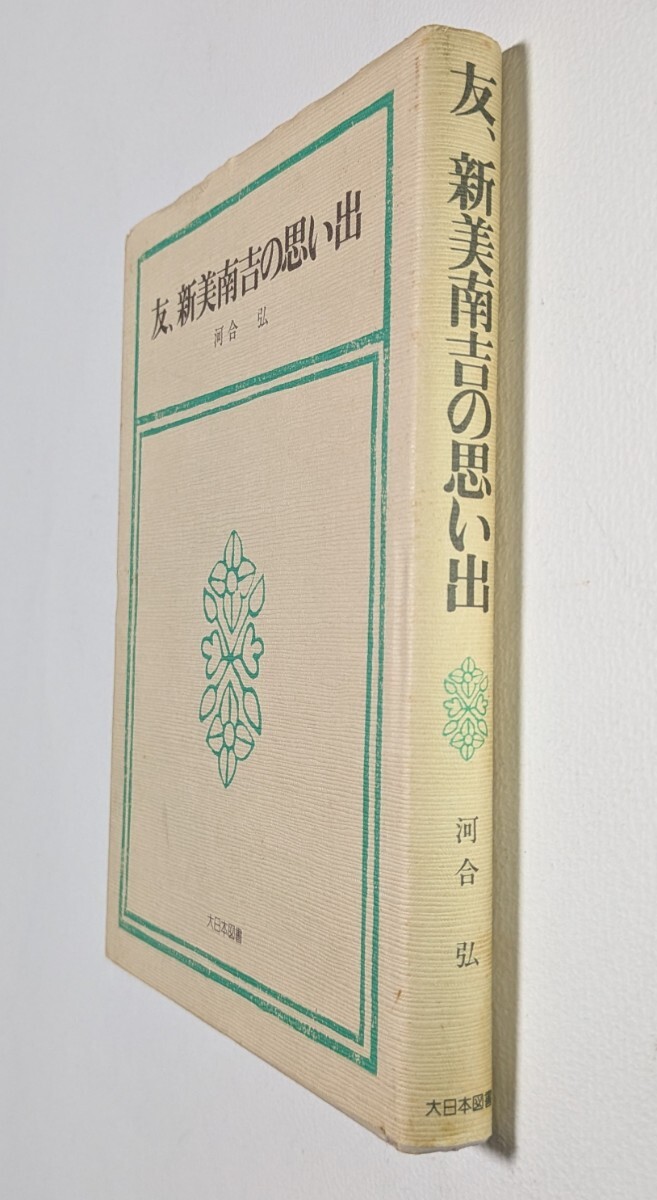 友、新美南吉の思い出
河合 弘
大日本図書
友、新美南吉の思い出
河合 弘
大日本図書